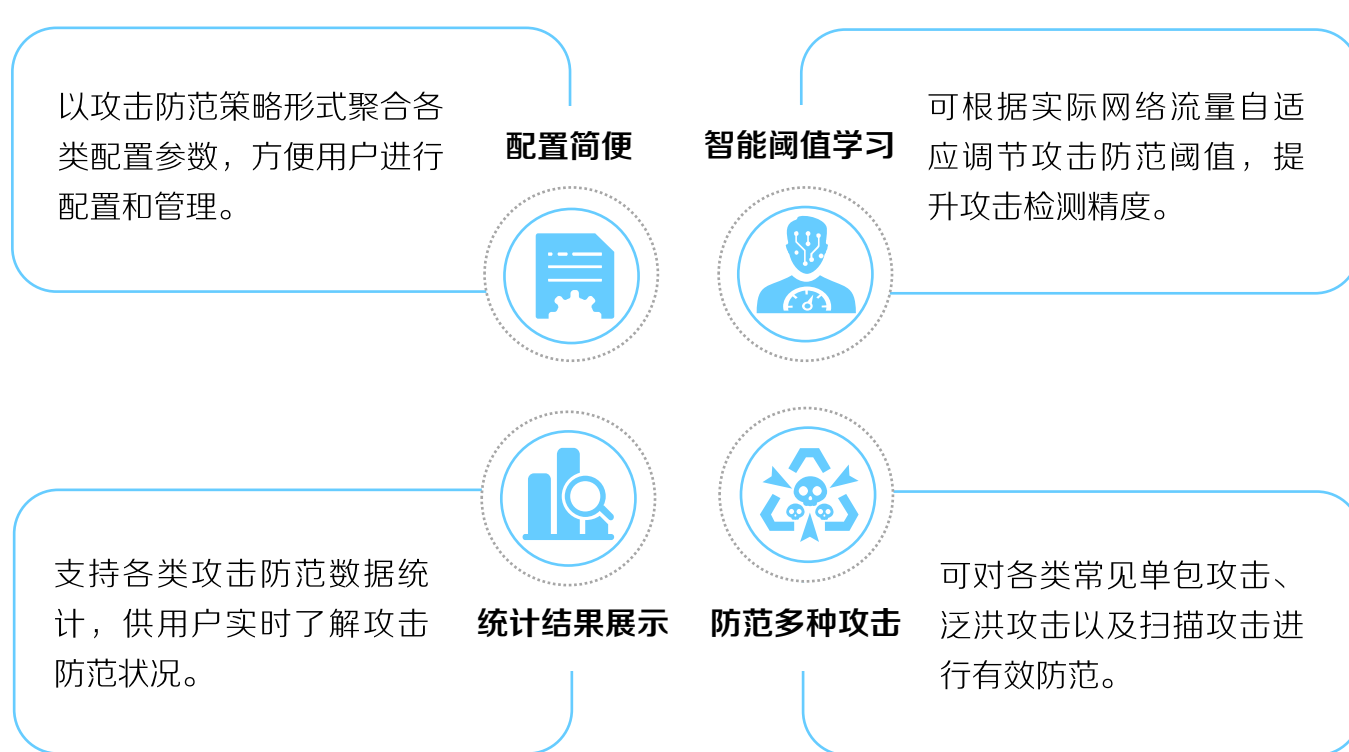 以攻击防范策略形式聚合各
类配置参数，方便用户进行
配置和管理。
配置简便
智能阈值学习
可根据实际网络流量自适
应调节攻击防范阈值，提
升攻击检测精度。
支持各类攻击防范数据统
计，供用户实时了解攻击
防范状况。
统计结果展示
防范多种攻击
可对各类常见单包攻击、
泛洪攻击以及扫描攻击进
行有效防范。